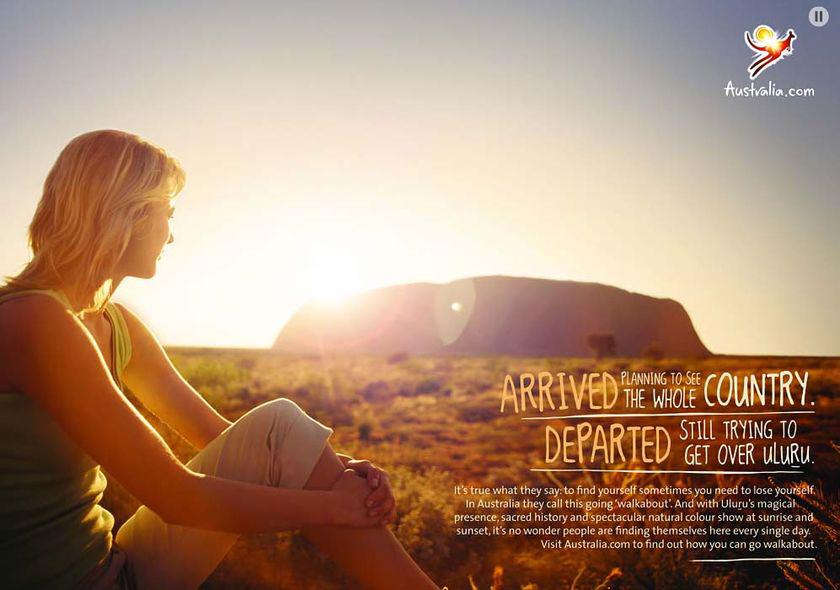 Australia.com
ARRIVED PLANNING TO SEE THE WHOLE COUNTRY.
DEPARTED STILL TRYING TO GET OVER ULURU.
It's true what they say: to find yourself sometimes you need to lose yourself.
In Australia they call this going 'walkabout'. And with Uluṟu's magical
presence, sacred history and spectacular natural colour show at sunrise and
sunset, it's no wonder people are finding themselves here every single day.
Visit Australia.com to find out how you can go walkabout.